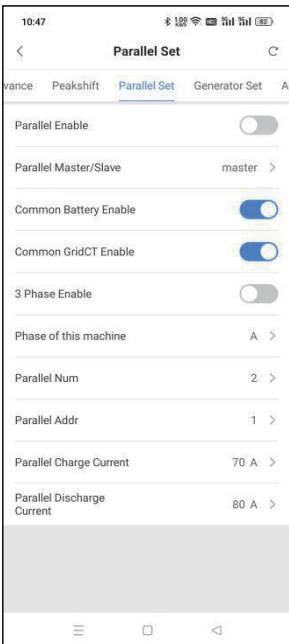 10:47
Parallel Set
vance Peakshift Parallel Set Generator Set A
Parallel Enable
Parallel Master/Slave master
Common Battery Enable
Common GridCT Enable
3 Phase Enable
Phase of this machine A
Parallel Num 2
Parallel Addr 1
Parallel Charge Current 70 A
Parallel Discharge
Current 80 A